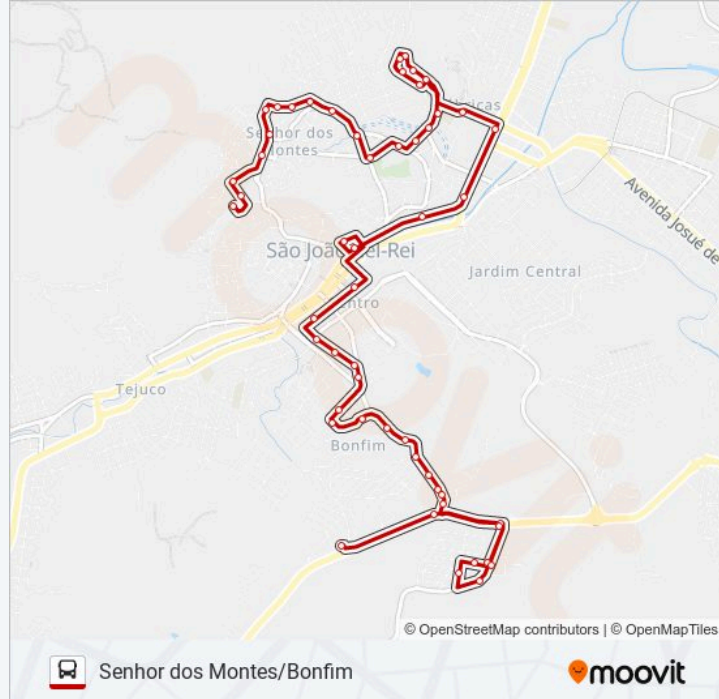 Senhor dos
Montes
São João
el-Rei
Jardim Central
Avenida Josué de
Tejuco
Bonfim
© OpenStreetMap contributors | © OpenMapTiles
Senhor dos Montes/Bonfim
moovit